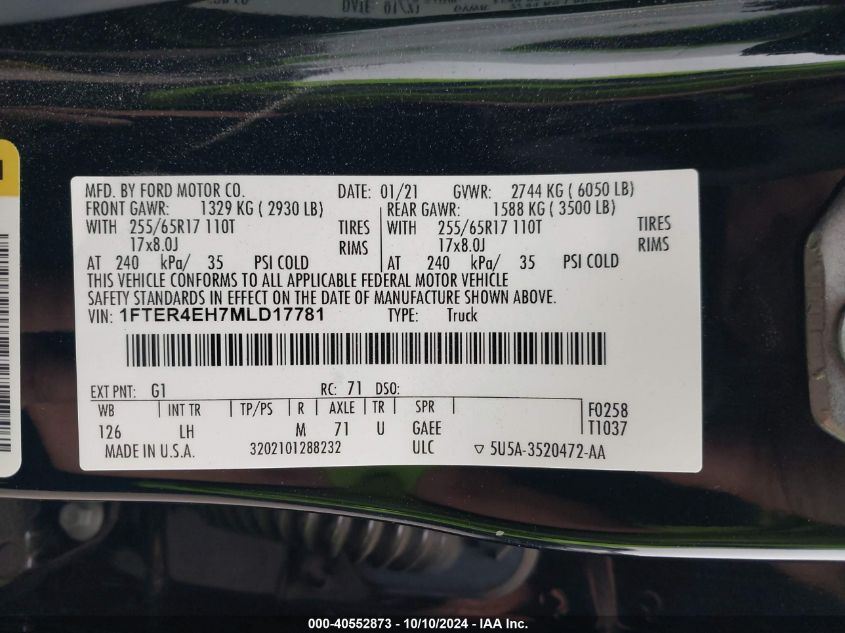 MFD. BY FORD MOTOR CO. DATE: 01/21 GVWR: 2744 KG ( 6050 LB)
FRONT GAWR: 1329 KG ( 2930 LB) REAR GAWR: 1588 KG ( 3500 LB)
WITH 255/65R17 110T TIRES WITH 255/65R17 110T TIRES
17x8.0J RIMS 17x8.0J RIMS
AT 240 kPa/ 35 PSI COLD AT 240 kPa/ 35 PSI COLD
THIS VEHICLE CONFORMS TO ALL APPLICABLE FEDERAL MOTOR VEHICLE
SAFETY STANDARDS IN EFFECT ON THE DATE OF MANUFACTURE SHOWN ABOVE.
VIN: 1FTER4EH7MLD17781 TYPE: Truck
EXT PNT: G1 RC: 71 DSO:
WB INT TR TP/PS R AXLE TR SPR F0258
126 LH M 71 U GAEE T1037
MADE IN U.S.A. 3202101288232 ULC ▽ 5U5A-3520472-AA
000-40552873 - 10/10/2024 - IAA Inc.